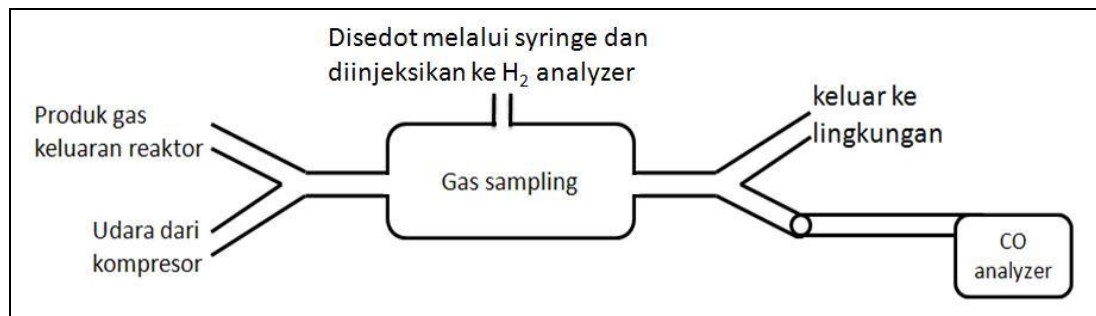 Disedot melalui syringe dan
diinjeksikan ke H₂ analyzer
Produk gas
keluaran reaktor
keluar ke
lingkungan
Gas sampling
Udara dari
kompresor
CO
analyzer